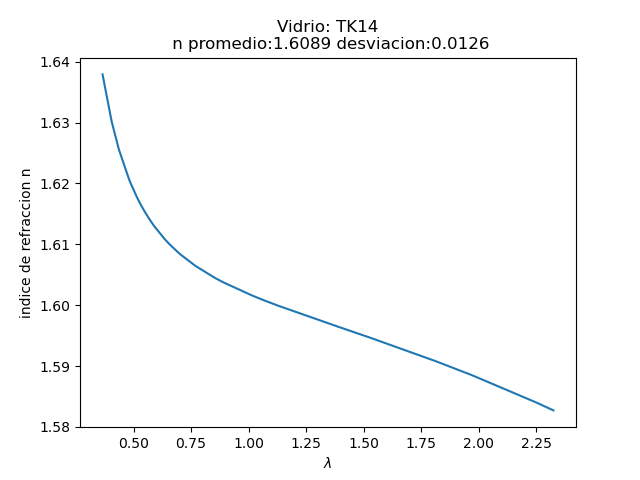 Vidrio: TK14
n promedio:1.6089 desviacion:0.0126
1.64
1.63
1.62
1.61
1.60
1.59
1.58
indice de refraccion n
0.50 0.75 1.00 1.25 1.50 1.75 2.00 2.25
λ